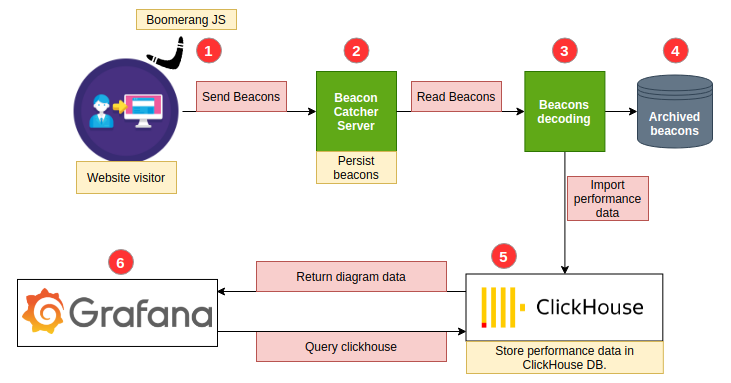 Boomerang JS
1
2
3
4
Send Beacons
Beacon
Catcher
Server
Read Beacons
Beacons
decoding
Archived
beacons
Website visitor
Persist
beacons
Import
performance
data
6
5
Return diagram data
Grafana
ClickHouse
Query clickhouse
Store performance data in
ClickHouse DB.